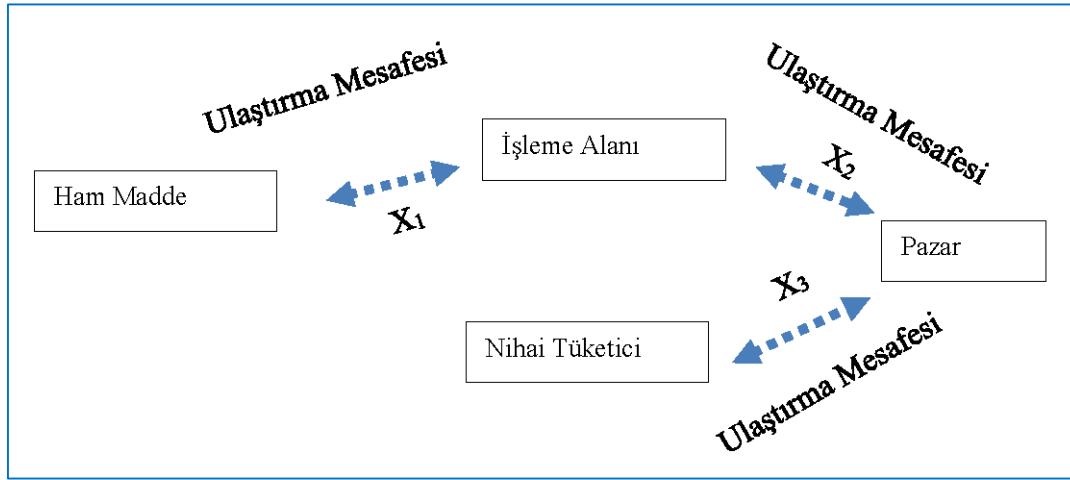 Ulaştırma Mesafesi
Ulaştırma Mesafesi
İşleme Alanı
Ham Madde
X₁
X₂
Pazar
X₃
Nihai Tüketici
Ulaştırma Mesafesi